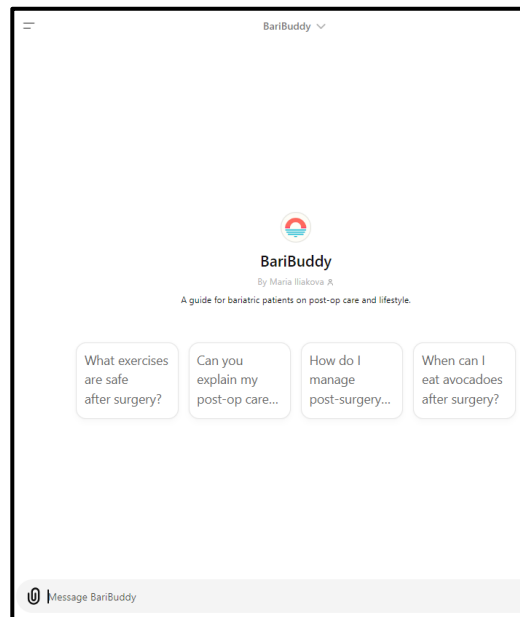 BariBuddy
BariBuddy
By Maria Iliakova
A guide for bariatric patients on post-op care and lifestyle.
What exercises
are safe
after surgery?
Can you
explain my
post-op care...
How do I
manage
post-surgery...
When can I
eat avocadoes
after surgery?
Message BariBuddy